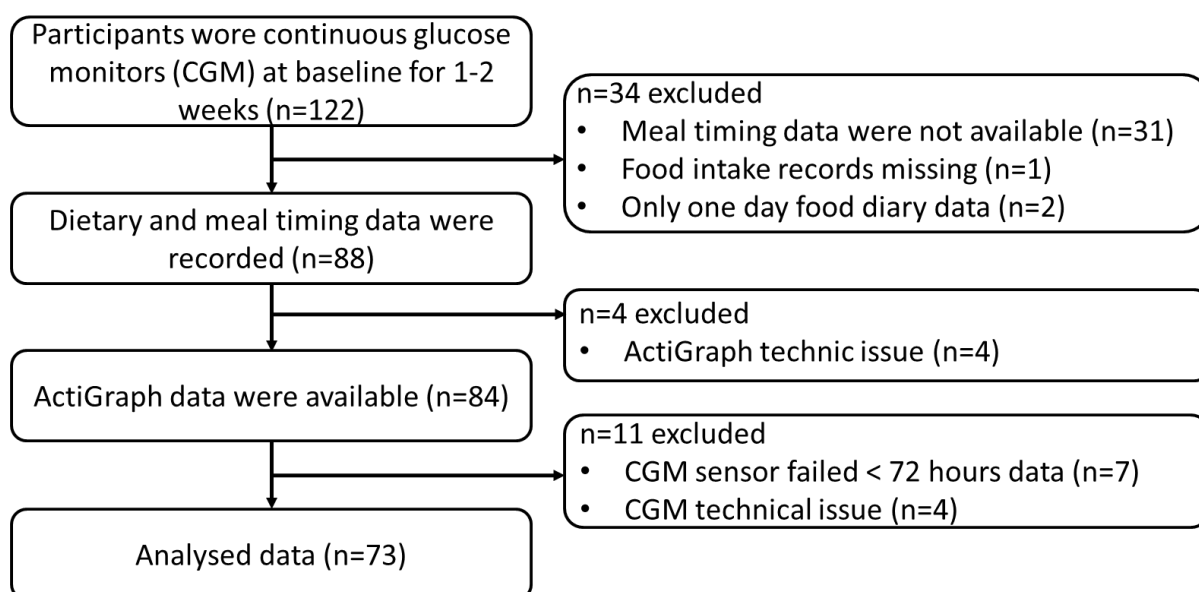 Participants wore continuous glucose
monitors (CGM) at baseline for 1-2
weeks (n=122)
n=34 excluded
• Meal timing data were not available (n=31)
• Food intake records missing (n=1)
• Only one day food diary data (n=2)
Dietary and meal timing data were
recorded (n=88)
n=4 excluded
• ActiGraph technic issue (n=4)
ActiGraph data were available (n=84)
n=11 excluded
• CGM sensor failed < 72 hours data (n=7)
• CGM technical issue (n=4)
Analysed data (n=73)